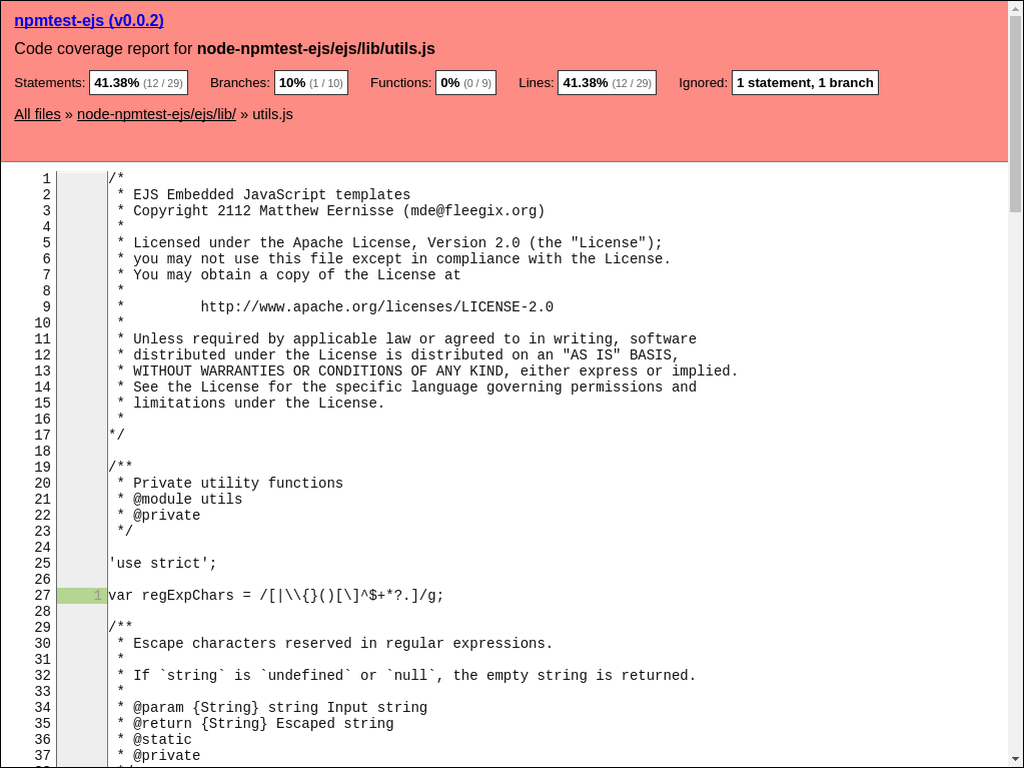 npmtest-ejs (v0.0.2)
Code coverage report for node-npmtest-ejs/ejs/lib/utils.js
Statements: 41.38% (12 / 29) Branches: 10% (1 / 10) Functions: 0% (0 / 9) Lines: 41.38% (12 / 29) Ignored: 1 statement, 1 branch
All files » node-npmtest-ejs/ejs/lib/ » utils.js
1 /*
2  * EJS Embedded JavaScript templates
3  * Copyright 2112 Matthew Eernisse (mde@fleegix.org)
4  *
5  * Licensed under the Apache License, Version 2.0 (the "License");
6  * you may not use this file except in compliance with the License.
7  * You may obtain a copy of the License at
8  *
9  *         http://www.apache.org/licenses/LICENSE-2.0
10  *
11  * Unless required by applicable law or agreed to in writing, software
12  * distributed under the License is distributed on an "AS IS" BASIS,
13  * WITHOUT WARRANTIES OR CONDITIONS OF ANY KIND, either express or implied.
14  * See the License for the specific language governing permissions and
15  * limitations under the License.
16  *
17 */
18
19 /**
20  * Private utility functions
21  * @module utils
22  * @private
23  */
24
25 'use strict';
26
27 1 var regExpChars = /[|\\{}()[\]^$+*?.]/g;
28
29 /**
30  * Escape characters reserved in regular expressions.
31  *
32  * If `string` is `undefined` or `null`, the empty string is returned.
33  *
34  * @param {String} string Input string
35  * @return {String} Escaped string
36  * @static
37  * @private